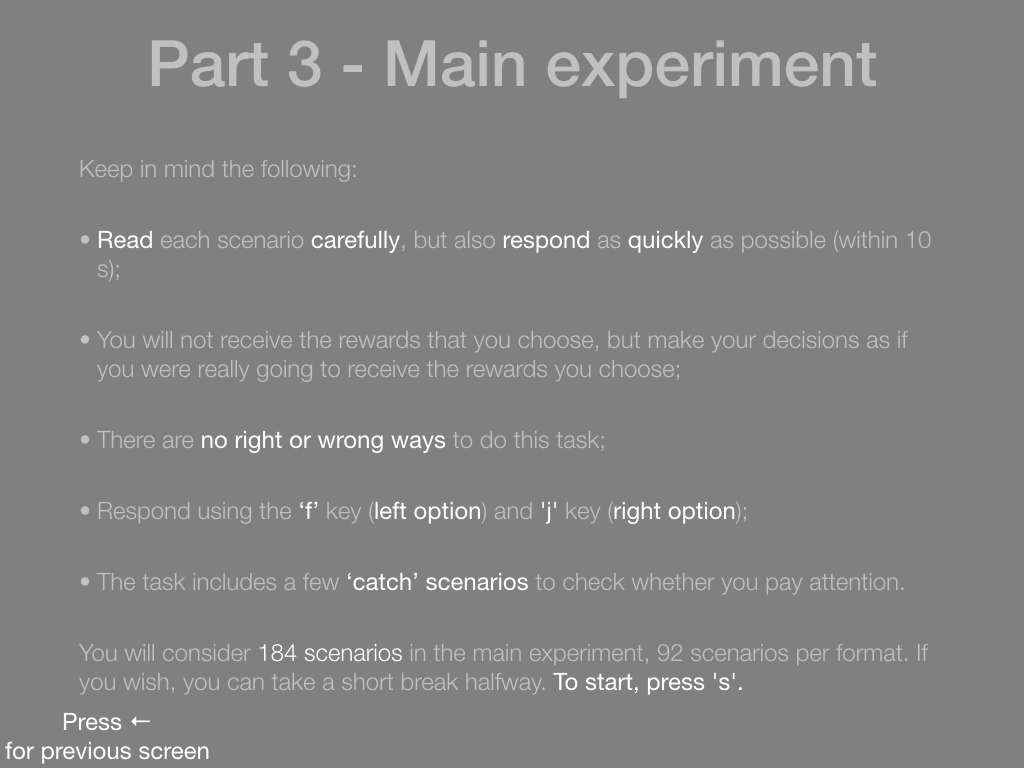 Part 3 - Main experiment
Keep in mind the following:
• Read each scenario carefully, but also respond as quickly as possible (within 10
s);
• You will not receive the rewards that you choose, but make your decisions as if
you were really going to receive the rewards you choose;
• There are no right or wrong ways to do this task;
• Respond using the ‘f’ key (left option) and 'j' key (right option);
• The task includes a few ‘catch’ scenarios to check whether you pay attention.
You will consider 184 scenarios in the main experiment, 92 scenarios per format. If
you wish, you can take a short break halfway. To start, press 's'.
Press ←
for previous screen